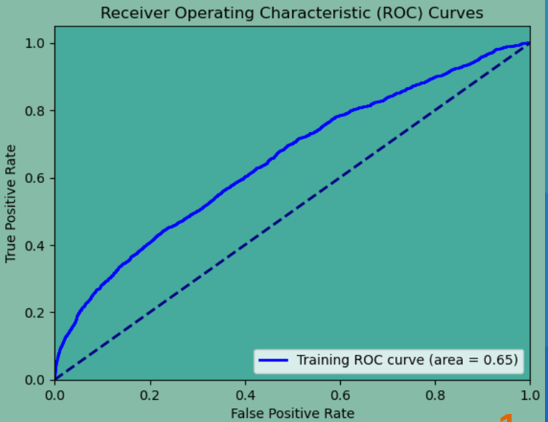 Receiver Operating Characteristic (ROC) Curves
1.0
0.8
0.6
0.4
0.2
0.0
True Positive Rate
Training ROC curve (area = 0.65)
0.0 0.2 0.4 0.6 0.8 1.0
False Positive Rate